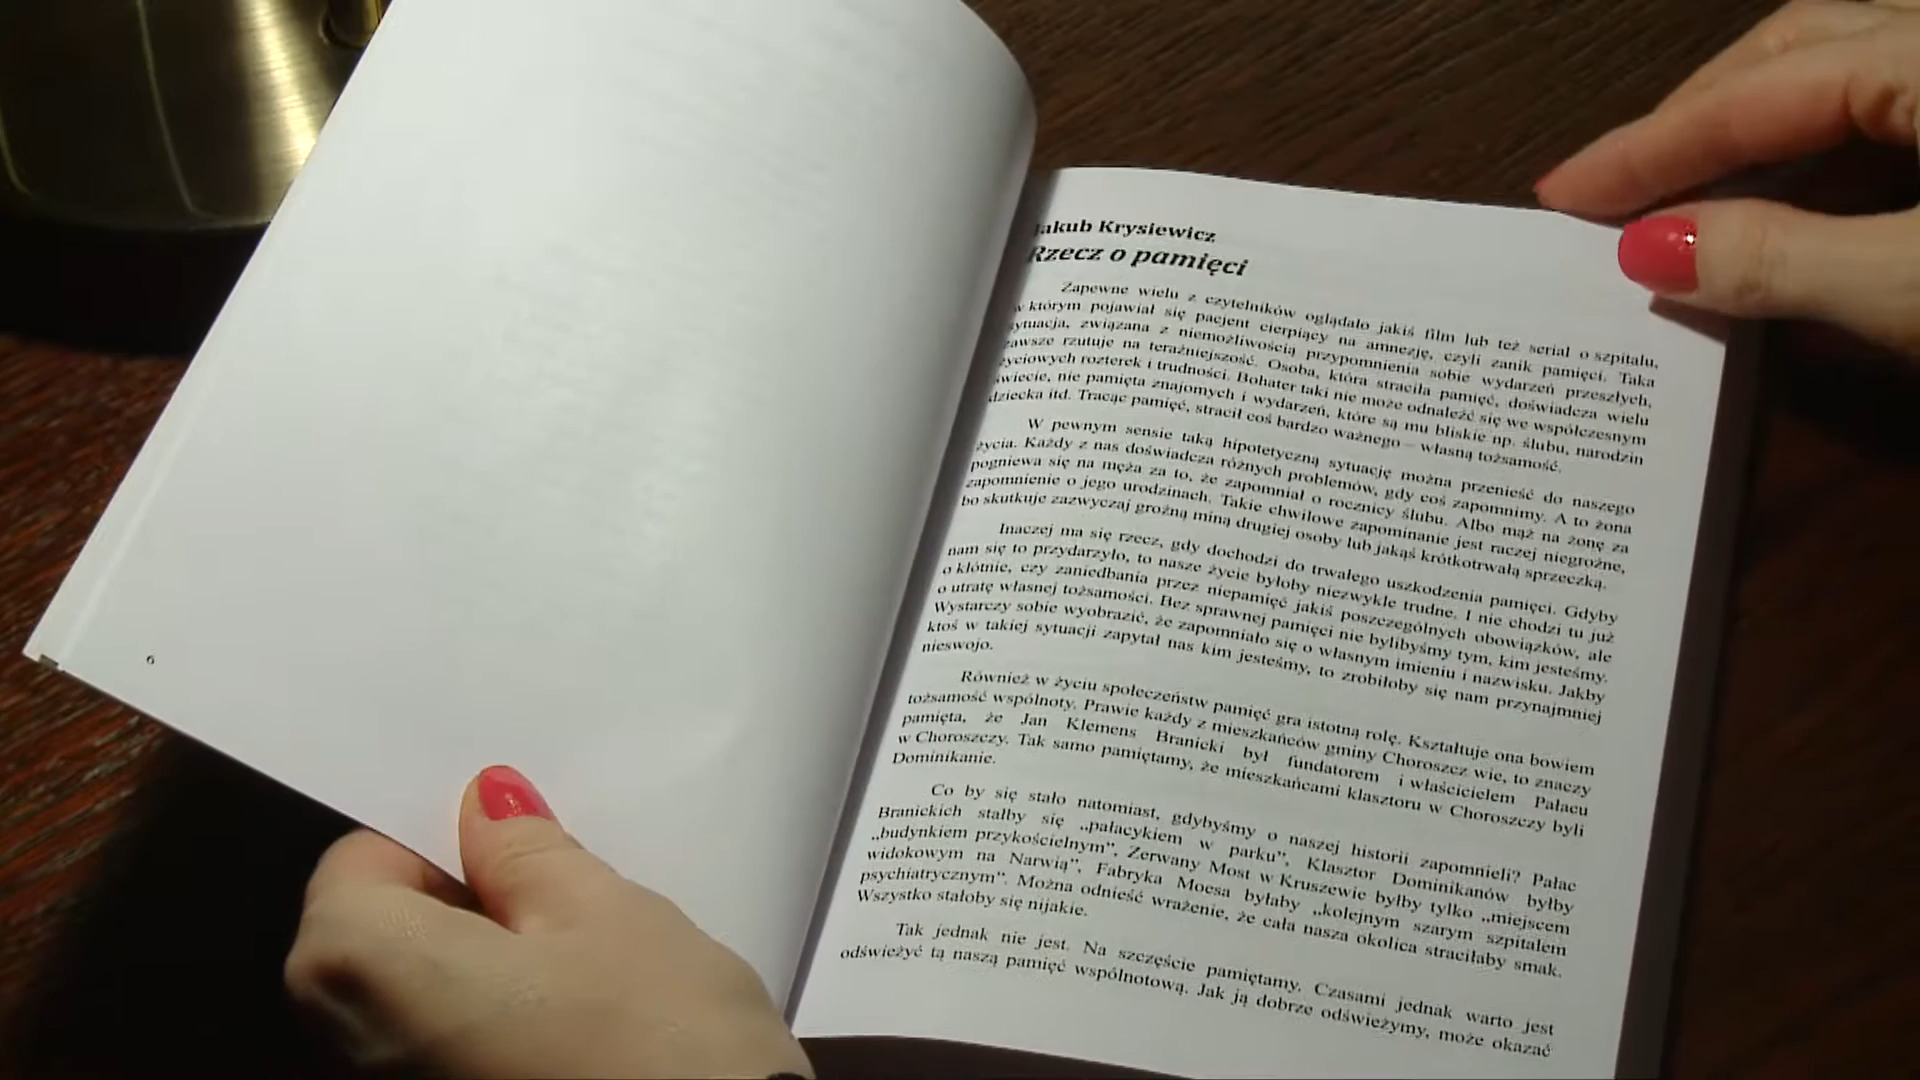 6
Jakub Krysiewicz
Rzecz o pamięci
Zapewne wielu z czytelników oglądało jakiś film lub też serial o szpitalu,
w którym pojawiał się pacjent cierpiący na amnezję, czyli zanik pamięci. Taka
sytuacja, związana z niemożliwością przypomnienia sobie wydarzeń przeszłych,
zawsze rzutuje na teraźniejszość. Osoba, która straciła pamięć, doświadcza wielu
życiowych rozterek i trudności. Bohater taki nie może odnaleźć się we współczesnym
świecie, nie pamięta znajomych i wydarzeń, które są mu bliskie np. ślubu, narodzin
dziecka itd. Tracąc pamięć, stracił coś bardzo ważnego – własną tożsamość.
W pewnym sensie taką hipotetyczną sytuację można przenieść do naszego
życia. Każdy z nas doświadcza różnych problemów, gdy coś zapomnimy. A to żona
pogniewa się na męża za to, że zapomniał o rocznicy ślubu. Albo mąż na żonę za
zapomnienie o jego urodzinach. Takie chwilowe zapominanie jest raczej niegroźne,
bo skutkuje zazwyczaj groźną miną drugiej osoby lub jakąś krótkotrwałą sprzeczką.
Inaczej ma się rzecz, gdy dochodzi do trwałego uszkodzenia pamięci. Gdyby
nam się to przydarzyło, to nasze życie byłoby niezwykle trudne. I nie chodzi tu już
o kłótnie, czy zaniedbania przez niepamięć jakiś poszczególnych obowiązków, ale
o utratę własnej tożsamości. Bez sprawnej pamięci nie bylibyśmy tym, kim jesteśmy.
Wystarczy sobie wyobrazić, że zapomniało się o własnym imieniu i nazwisku. Jakby
ktoś w takiej sytuacji zapytał nas kim jesteśmy, to zrobiłoby się nam przynajmniej
nieswojo.
Również w życiu społeczeństw pamięć gra istotną rolę. Kształtuje ona bowiem
tożsamość wspólnoty. Prawie każdy z mieszkańców gminy Choroszcz wie, to znaczy
pamięta, że Jan Klemens Branicki był fundatorem i właścicielem Pałacu
w Choroszczy. Tak samo pamiętamy, że mieszkańcami klasztoru w Choroszczy byli
Dominikanie.
Co by się stało natomiast, gdybyśmy o naszej historii zapomnieli? Pałac
Branickich stałby się „pałacykiem w parku”, Klasztor Dominikanów byłby
„budynkiem przykościelnym”, Zerwany Most w Kruszewie byłby tylko „miejscem
widokowym na Narwią”, Fabryka Moesa byłaby „kolejnym szarym szpitalem
psychiatrycznym”. Można odnieść wrażenie, że cała nasza okolica straciłaby smak.
Wszystko stałoby się nijakie.
Tak jednak nie jest. Na szczęście pamiętamy. Czasami jednak warto jest
odświeżyć tą naszą pamięć wspólnotową. Jak ją dobrze odświeżymy, może okazać